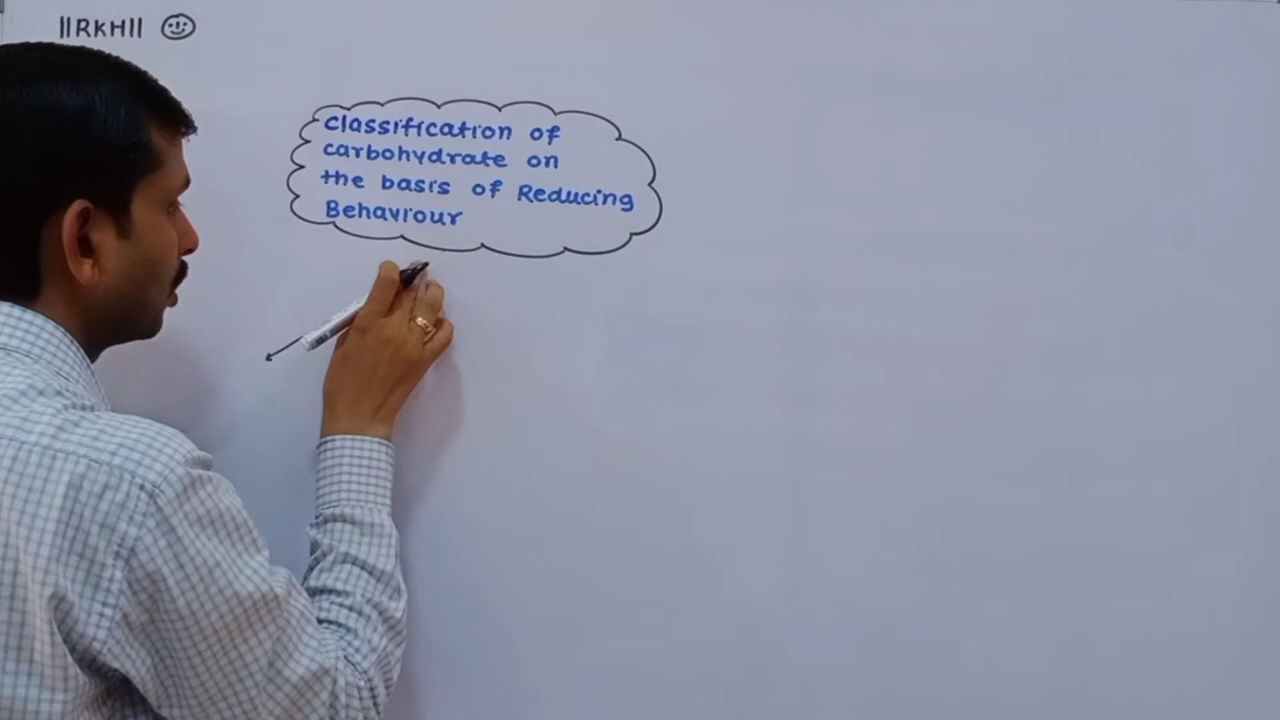 ||RKH||
classification of
carbohydrate on
the basis of Reducing
Behaviour